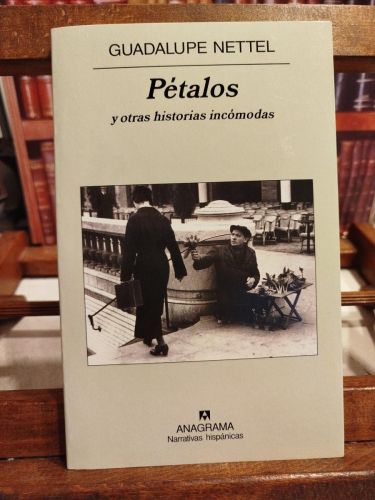 GUADALUPE NETTEL
Pétalos
y otras historias incómodas
ANAGRAMA
Narrativas hispánicas